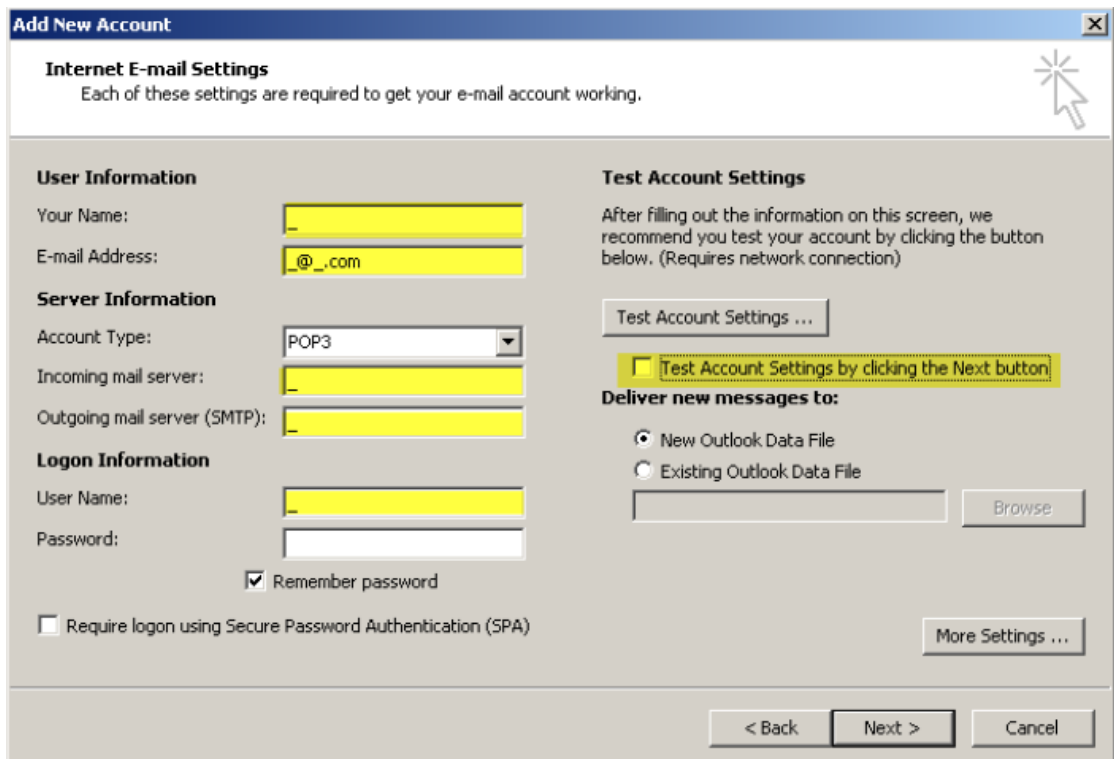 Add New Account
Internet E-mail Settings
Each of these settings are required to get your e-mail account working.
User Information
Your Name:
_
E-mail Address:
_@_.com
Server Information
Account Type:
POP3
Incoming mail server:
_
Outgoing mail server (SMTP):
_
Logon Information
User Name:
_
Password:
Remember password
Require logon using Secure Password Authentication (SPA)
Test Account Settings
After filling out the information on this screen, we
recommend you test your account by clicking the button
below. (Requires network connection)
Test Account Settings ...
Test Account Settings by clicking the Next button
Deliver new messages to:
New Outlook Data File
Existing Outlook Data File
Browse
More Settings ...
< Back
Next >
Cancel